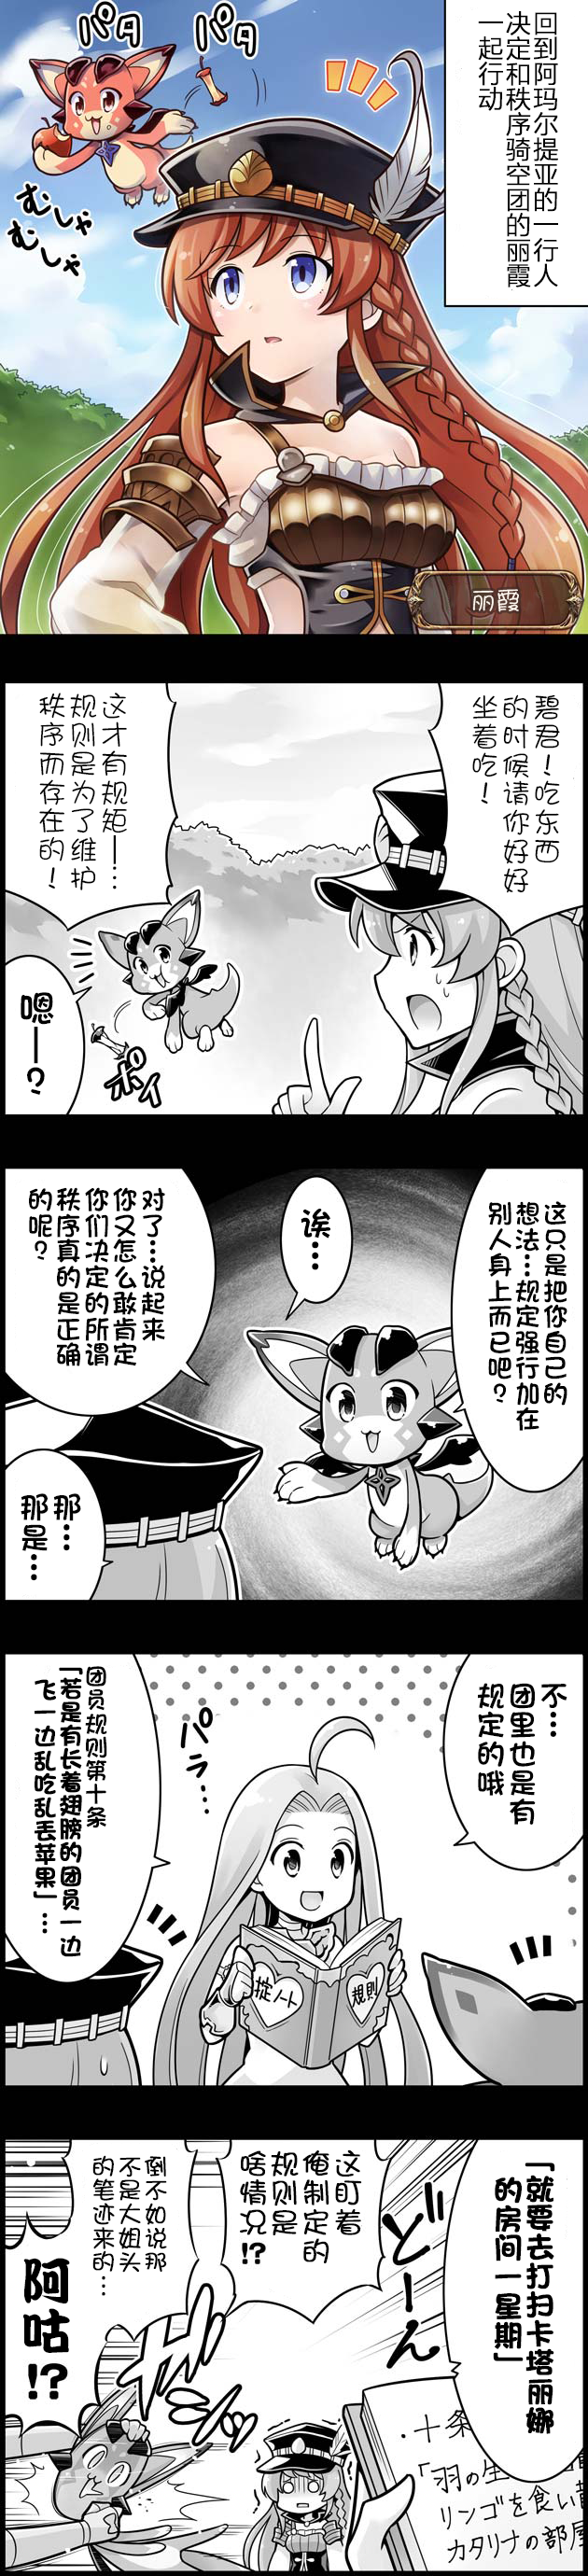 回到阿玛尔提亚的一行人
决定和秩序骑空团的丽霞
一起行动
パタ
パタ
むしゃ
むしゃ
丽霞
碧君！吃东西
的时候请你好好
坐着吃！
这才有规矩—…
规则是为了维护
秩序而存在的！
嗯—？
ポイ
这只是把你自己的
想法…规定强行加在
别人身上而已吧？
诶…
对了…说起来
你又怎么敢肯定
你们决定的所谓
秩序真的是正确
的呢？
那…
那是…
不…
团里也是有
规定的哦
パラ…
团员规则第十条
「若是有长着翅膀的团员一边
飞一边乱吃乱丢苹果」…
掟ノート
规则
「就要去打扫卡塔丽娜
的房间一星期」
どーん
这盯着
俺制定的
规则是
啥情况!?
倒不如说那
不是大姐头
的笔迹来的
…
阿咕!?
ガシッ
・十条
「羽の生
リンゴを食い
カタリナの部屋